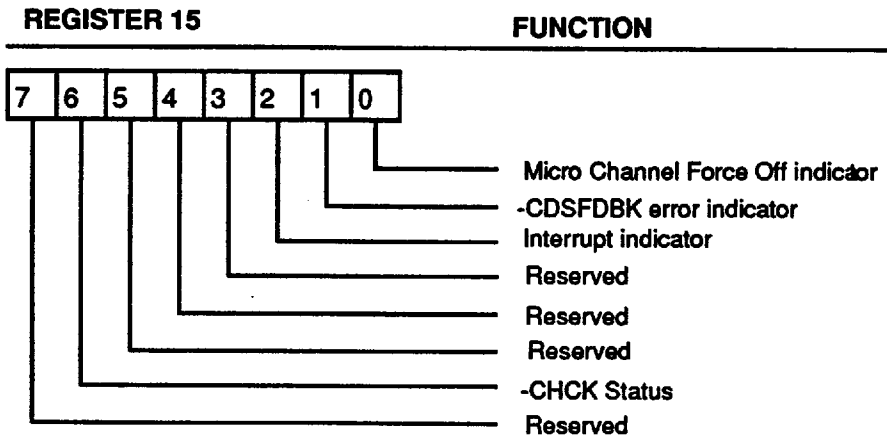 REGISTER 15 FUNCTION
7 6 5 4 3 2 1 0
Micro Channel Force Off indicator
-CDSFDBK error indicator
Interrupt indicator
Reserved
Reserved
Reserved
-CHCK Status
Reserved